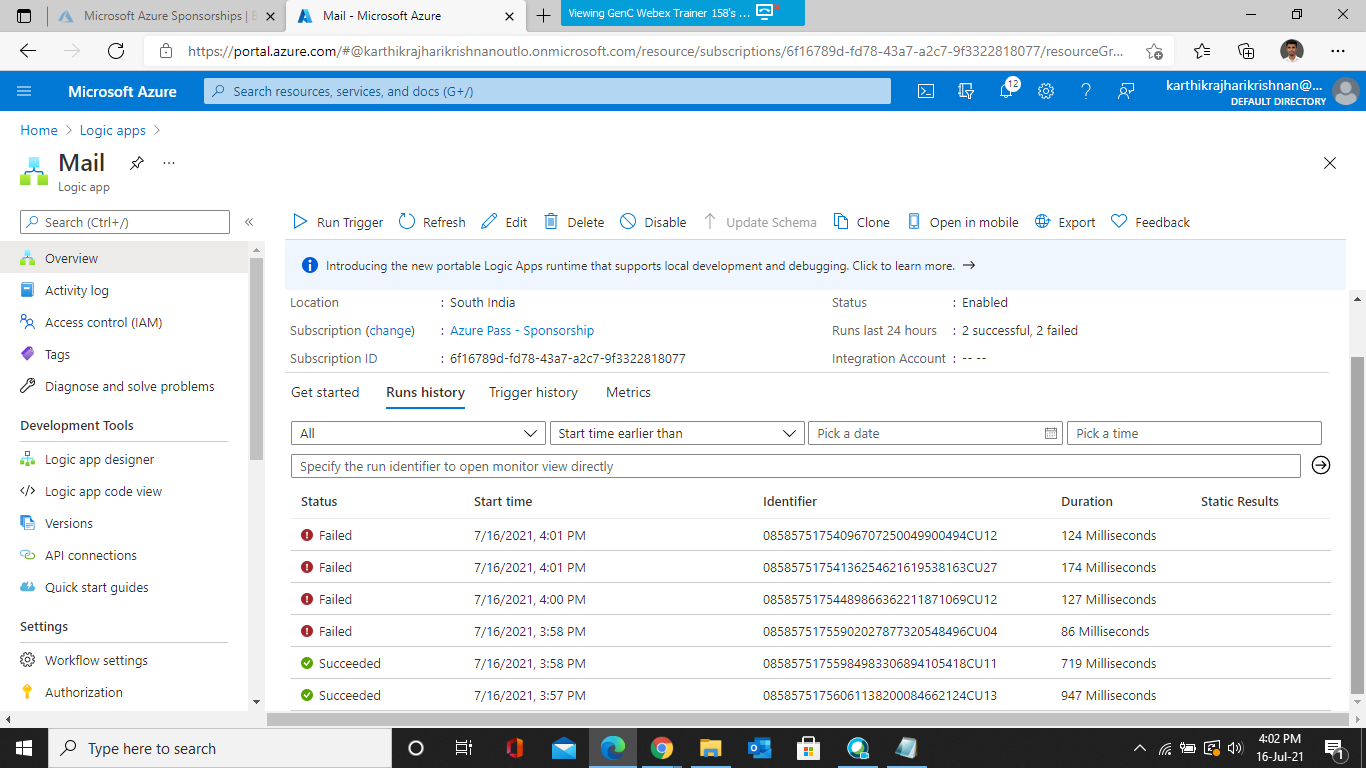 Microsoft Azure Sponsorships | B
Mail - Microsoft Azure
Viewing GenC Webex Trainer 158's ...
https://portal.azure.com/#@karthikrajharikrishnanoutlo.onmicrosoft.com/resource/subscriptions/6f16789d-fd78-43a7-a2c7-9f3322818077/resourceGr...
Microsoft Azure
Search resources, services, and docs (G+/)
12
karthikrajharikrishnan@...
DEFAULT DIRECTORY
Home > Logic apps >
Mail
Logic app
Search (Ctrl+/)
Run Trigger Refresh Edit Delete Disable Update Schema Clone Open in mobile Export Feedback
Introducing the new portable Logic Apps runtime that supports local development and debugging. Click to learn more.
Overview
Activity log
Access control (IAM)
Tags
Diagnose and solve problems
Development Tools
Logic app designer
Logic app code view
Versions
API connections
Quick start guides
Settings
Workflow settings
Authorization
Location : South India
Status : Enabled
Subscription (change) : Azure Pass - Sponsorship
Runs last 24 hours : 2 successful, 2 failed
Subscription ID : 6f16789d-fd78-43a7-a2c7-9f3322818077
Integration Account : -- --
Get started Runs history Trigger history Metrics
All Start time earlier than Pick a date Pick a time
Specify the run identifier to open monitor view directly
Status Start time Identifier Duration Static Results
Failed 7/16/2021, 4:01 PM 08585751754096707250049900494CU12 124 Milliseconds
Failed 7/16/2021, 4:01 PM 08585751754136254621619538163CU27 174 Milliseconds
Failed 7/16/2021, 4:00 PM 08585751754489866362211871069CU12 127 Milliseconds
Failed 7/16/2021, 3:58 PM 08585751755902027877320548496CU04 86 Milliseconds
Succeeded 7/16/2021, 3:58 PM 08585751755984983306894105418CU11 719 Milliseconds
Succeeded 7/16/2021, 3:57 PM 08585751756061138200084662124CU13 947 Milliseconds
Type here to search
4:02 PM
16-Jul-21
1